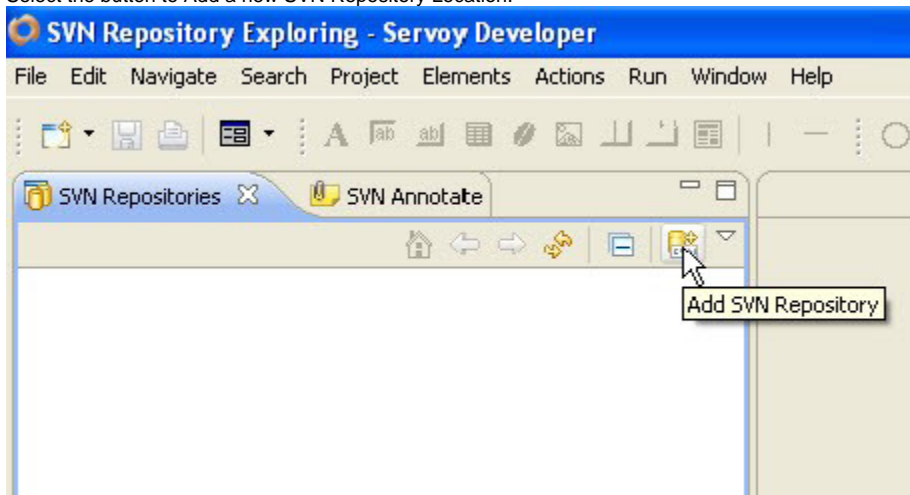 Select the button to Add a new SVN Repository Location.
SVN Repository Exploring - Servoy Developer
File Edit Navigate Search Project Elements Actions Run Window Help
SVN Repositories SVN Annotate
Add SVN Repository